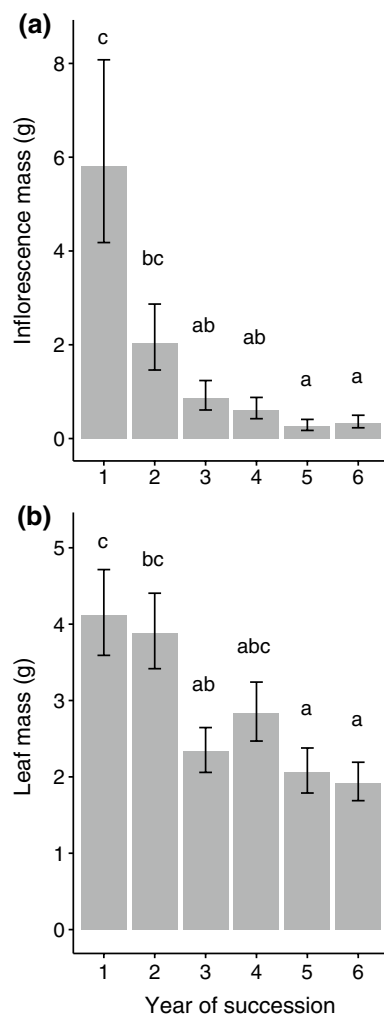 (a)
Inflorescence mass (g)
8
6
4
2
0
c
bc
ab
ab
a
a
1 2 3 4 5 6
(b)
Leaf mass (g)
5
4
3
2
1
0
c
bc
ab
abc
a
a
1 2 3 4 5 6
Year of succession